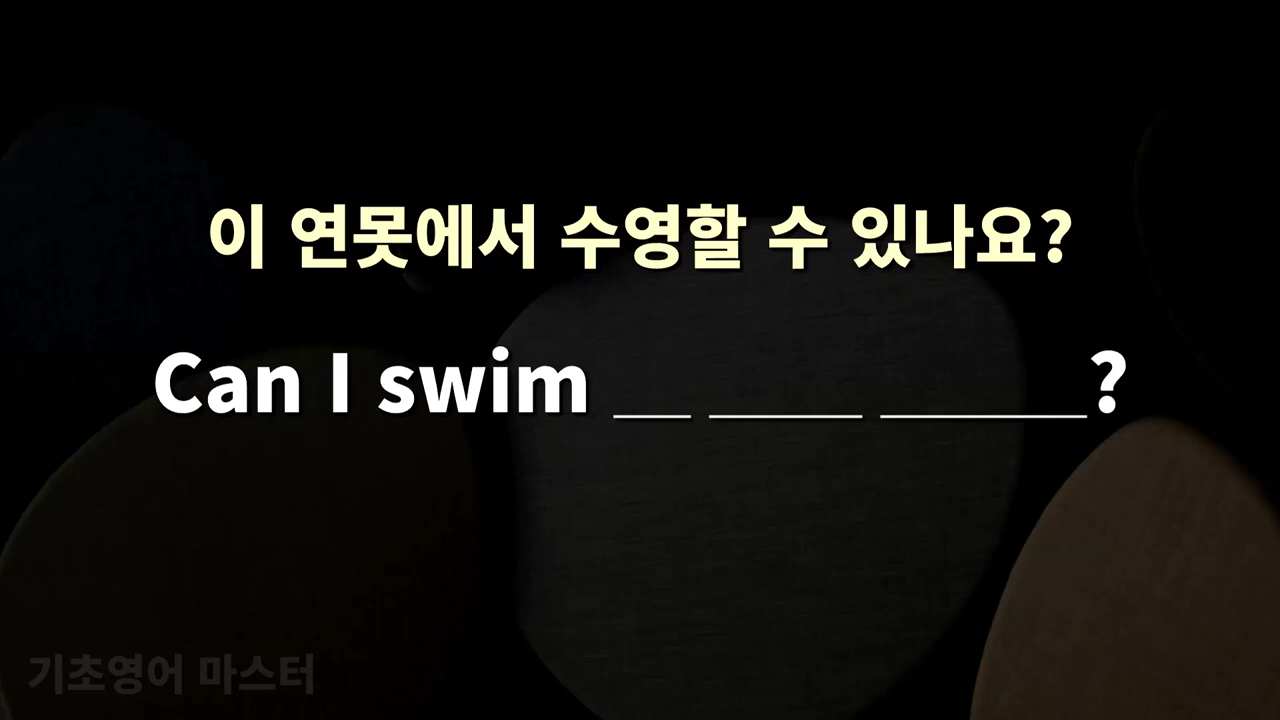 이 연못에서 수영할 수 있나요?
Can I swim __ ____ _____?
기초영어 마스터